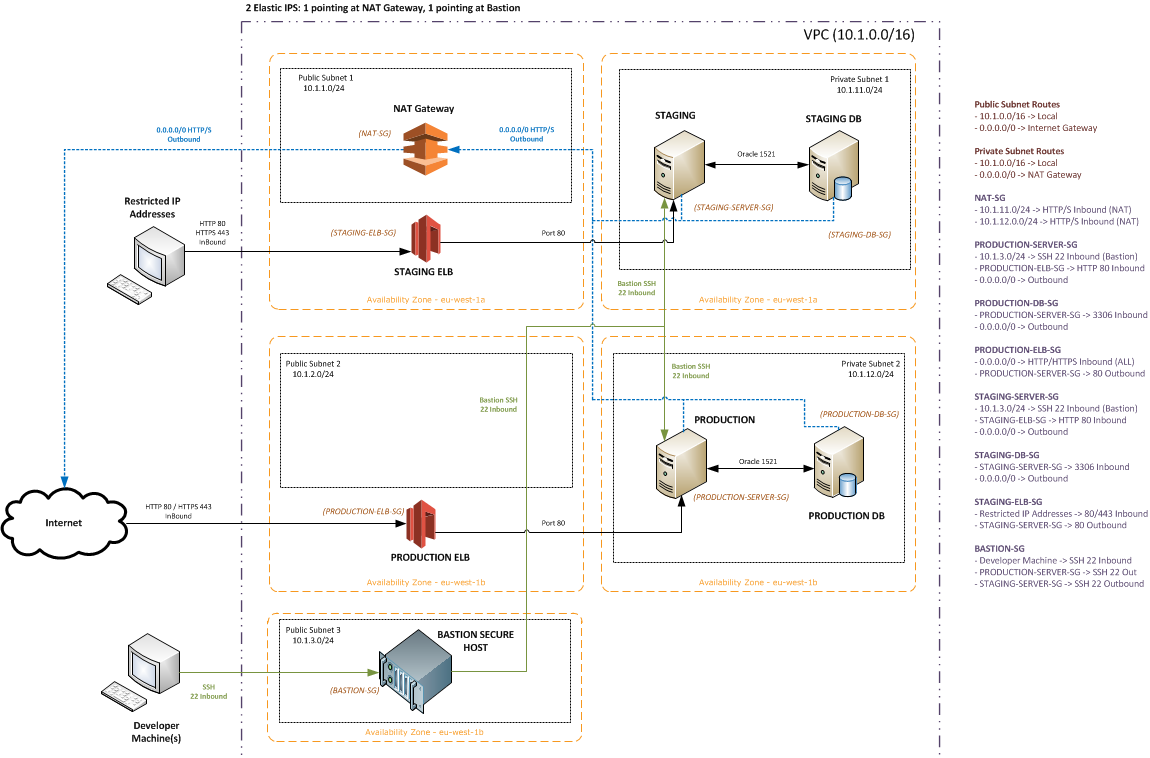 2 Elastic IPS: 1 pointing at NAT Gateway, 1 pointing at Bastion
VPC (10.1.0.0/16)
Public Subnet 1
10.1.1.0/24
NAT Gateway
(NAT-SG)
0.0.0.0/0 HTTP/S
Outbound
0.0.0.0/0 HTTP/S
Outbound
Restricted IP
Addresses
HTTP 80
HTTPS 443
InBound
(STAGING-ELB-SG)
STAGING ELB
Port 80
Availability Zone - eu-west-1a
Private Subnet 1
10.1.11.0/24
STAGING
STAGING DB
Oracle 1521
(STAGING-SERVER-SG)
(STAGING-DB-SG)
Bastion SSH
22 Inbound
Availability Zone - eu-west-1a
Public Subnet 2
10.1.2.0/24
Bastion SSH
22 Inbound
Internet
HTTP 80 / HTTPS 443
InBound
(PRODUCTION-ELB-SG)
PRODUCTION ELB
Port 80
Availability Zone - eu-west-1b
Private Subnet 2
10.1.12.0/24
Bastion SSH
22 Inbound
(PRODUCTION-DB-SG)
PRODUCTION
Oracle 1521
(PRODUCTION-SERVER-SG)
PRODUCTION DB
Availability Zone - eu-west-1b
Public Subnet 3
10.1.3.0/24
BASTION SECURE
HOST
(BASTION-SG)
SSH
22 Inbound
Developer
Machine(s)
Availability Zone - eu-west-1b
Public Subnet Routes
- 10.1.0.0/16 -> Local
- 0.0.0.0/0 -> Internet Gateway
Private Subnet Routes
- 10.1.0.0/16 -> Local
- 0.0.0.0/0 -> NAT Gateway
NAT-SG
- 10.1.11.0/24 -> HTTP/S Inbound (NAT)
- 10.1.12.0/24 -> HTTP/S Inbound (NAT)
PRODUCTION-SERVER-SG
- 10.1.3.0/24 -> SSH 22 Inbound (Bastion)
- PRODUCTION-ELB-SG -> HTTP 80 Inbound
- 0.0.0.0/0 -> Outbound
PRODUCTION-DB-SG
- PRODUCTION-SERVER-SG -> 3306 Inbound
- 0.0.0.0/0 -> Outbound
PRODUCTION-ELB-SG
- 0.0.0.0/0 -> HTTP/HTTPS Inbound (ALL)
- PRODUCTION-SERVER-SG -> 80 Outbound
STAGING-SERVER-SG
- 10.1.3.0/24 -> SSH 22 Inbound (Bastion)
- STAGING-ELB-SG -> HTTP 80 Inbound
- 0.0.0.0/0 -> Outbound
STAGING-DB-SG
- STAGING-SERVER-SG -> 3306 Inbound
- 0.0.0.0/0 -> Outbound
STAGING-ELB-SG
- Restricted IP Addresses -> 80/443 Inbound
- STAGING-SERVER-SG -> 80 Outbound
BASTION-SG
- Developer Machine -> SSH 22 Inbound
- PRODUCTION-SERVER-SG -> SSH 22 Out
- STAGING-SERVER-SG -> SSH 22 Outbound